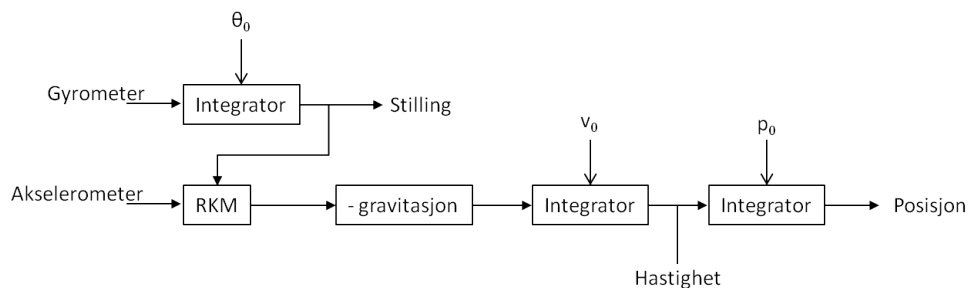 θ₀
Gyrometer
Integrator
Stilling
v₀
p₀
Akselerometer
RKM
- gravitasjon
Integrator
Integrator
Posisjon
Hastighet